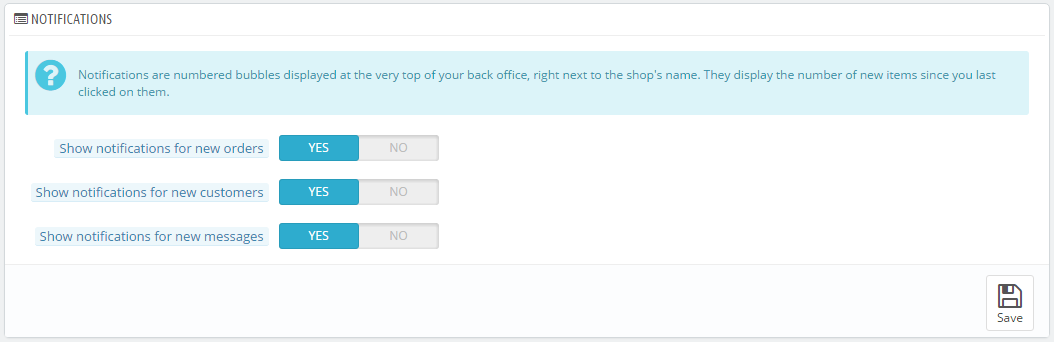 NOTIFICATIONS
Notifications are numbered bubbles displayed at the very top of your back office, right next to the shop's name. They display the number of new items since you last
clicked on them.
Show notifications for new orders YES NO
Show notifications for new customers YES NO
Show notifications for new messages YES NO
Save